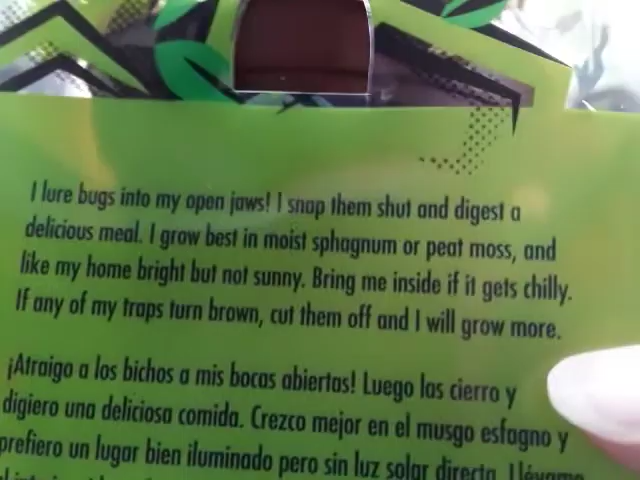 I lure bugs into my open jaws! I snap them shut and digest a
delicious meal. I grow best in moist sphagnum or peat moss, and
like my home bright but not sunny. Bring me inside if it gets chilly.
If any of my traps turn brown, cut them off and I will grow more.
¡Atraigo a los bichos a mis bocas abiertas! Luego las cierro y
digiero una deliciosa comida. Crezco mejor en el musgo esfagno y
prefiero un lugar bien iluminado pero sin luz solar directa. Llévame